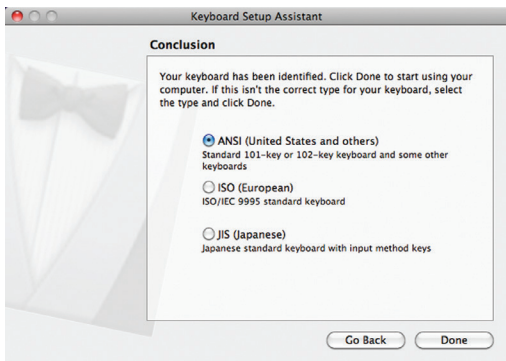 Keyboard Setup Assistant
Conclusion
Your keyboard has been identified. Click Done to start using your
computer. If this isn't the correct type for your keyboard, select
the type and click Done.
ANSI (United States and others)
Standard 101-key or 102-key keyboard and some other
keyboards
ISO (European)
ISO/IEC 9995 standard keyboard
JIS (Japanese)
Japanese standard keyboard with input method keys
Go Back Done